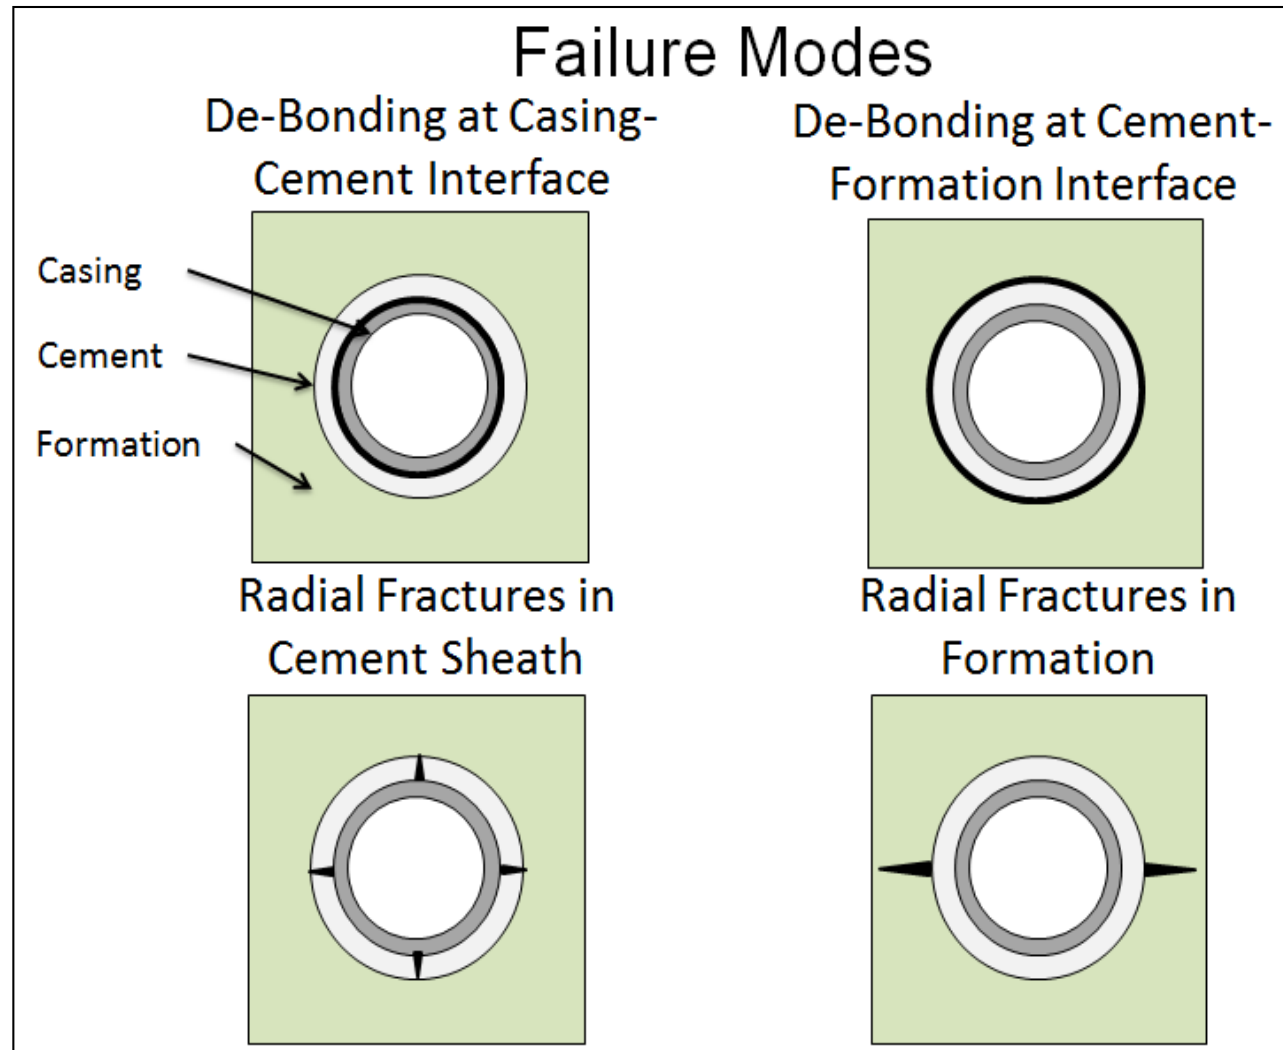 Failure Modes
De-Bonding at Casing-
Cement Interface
De-Bonding at Cement-
Formation Interface
Casing
Cement
Formation
Radial Fractures in
Cement Sheath
Radial Fractures in
Formation